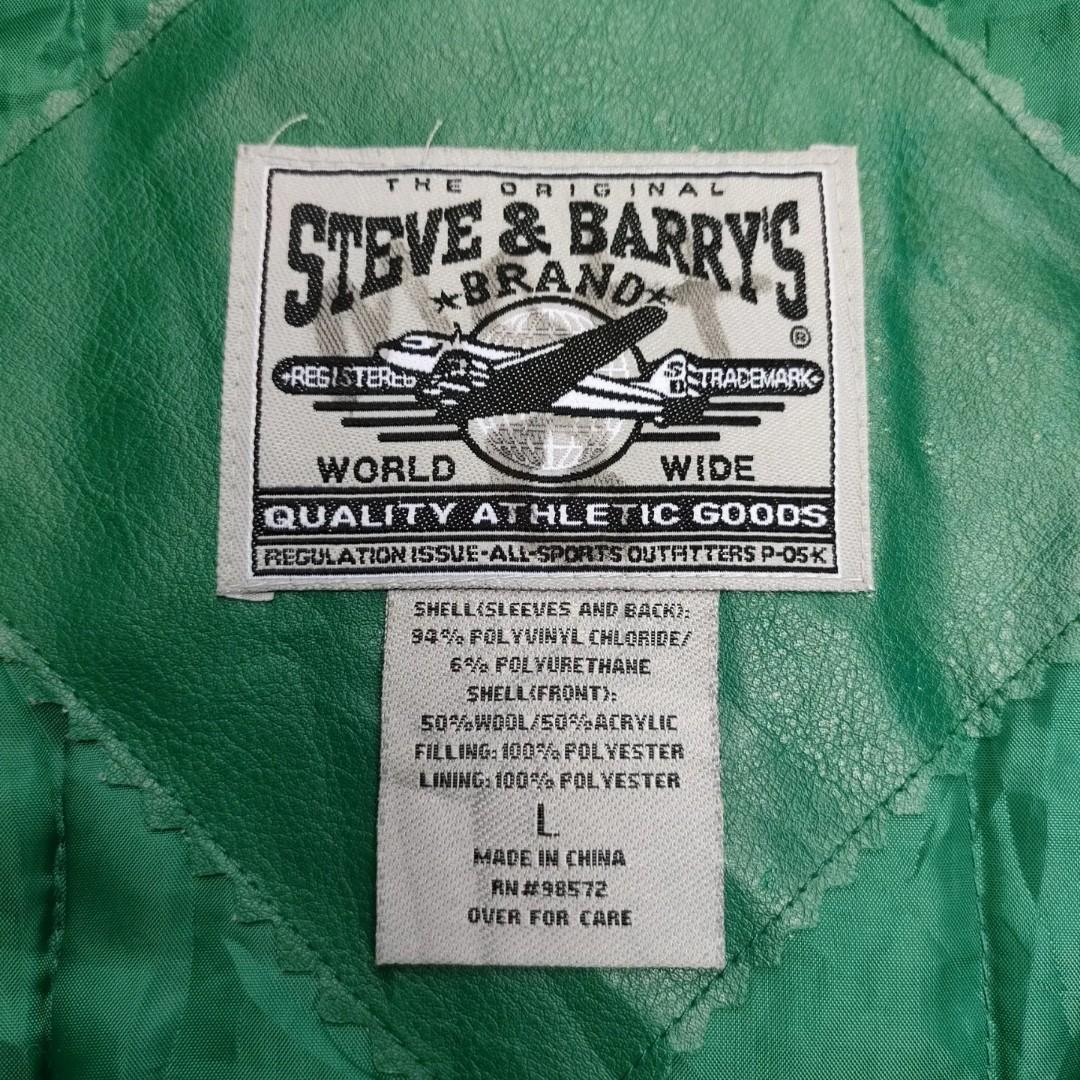 THE ORIGINAL
STEVE & BARRY'S
BRAND
®
REGISTERED TRADEMARK
WORLD WIDE
QUALITY ATHLETIC GOODS
REGULATION ISSUE-ALL-SPORTS OUTFITTERS P-05-K
SHELL(SLEEVES AND BACK):
94% POLYVINYL CHLORIDE/
6% POLYURETHANE
SHELL(FRONT):
50%WOOL/50%ACRYLIC
FILLING:100% POLYESTER
LINING:100% POLYESTER
L
MADE IN CHINA
RN#98572
OVER FOR CARE